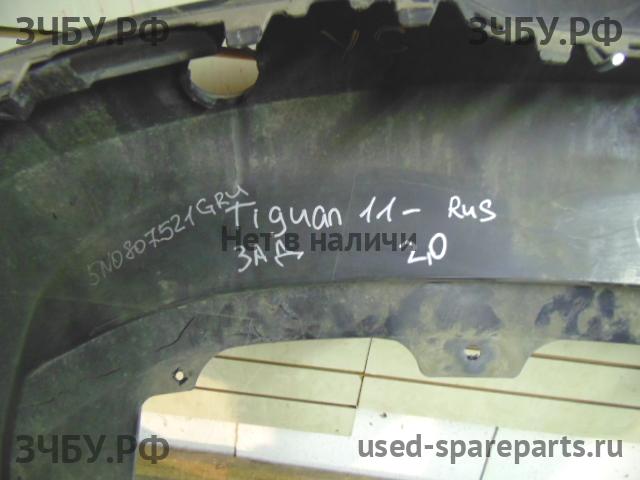 ЗЧБУ.РФ
ЗЧБУ.РФ
5N0807521GRU
Tiguan 11- RUS
Нет в наличии
ЗАД 2,0
ЗЧБУ.РФ
used-spareparts.ru